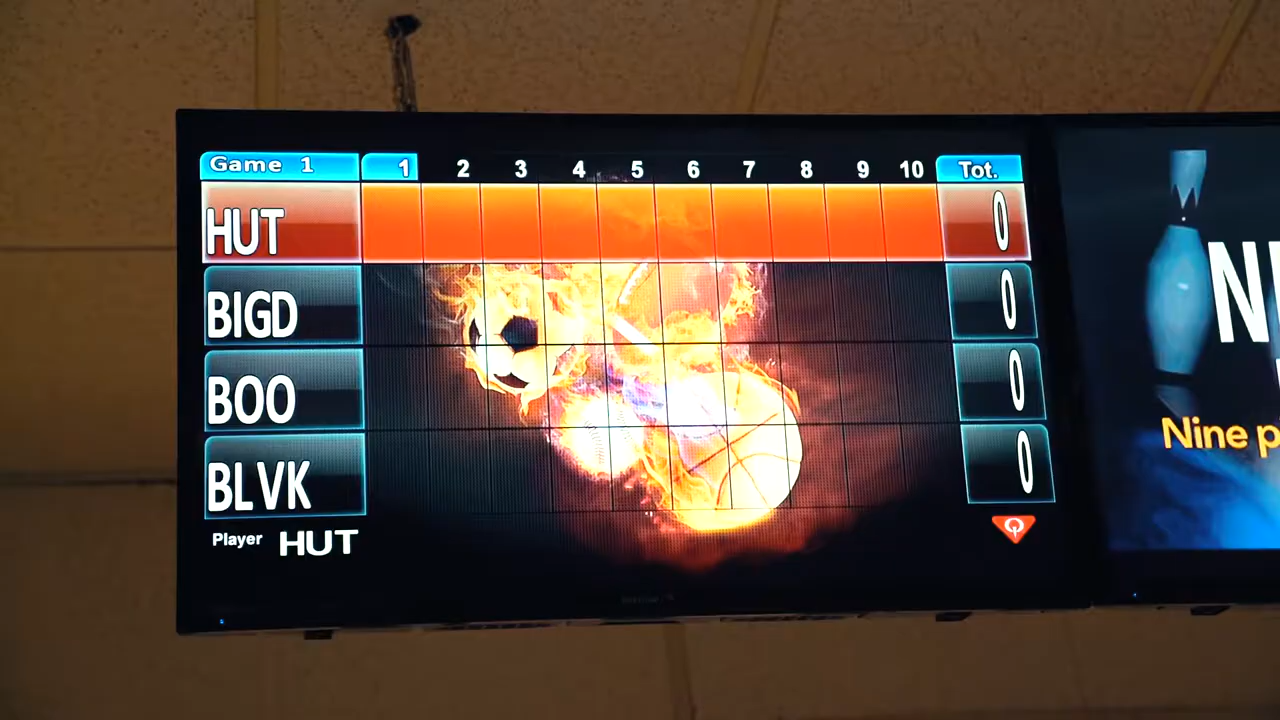 Game 1 1 2 3 4 5 6 7 8 9 10 Tot.
HUT 0
BIGD 0
BOO 0
BLVK 0
Player HUT
Nine p